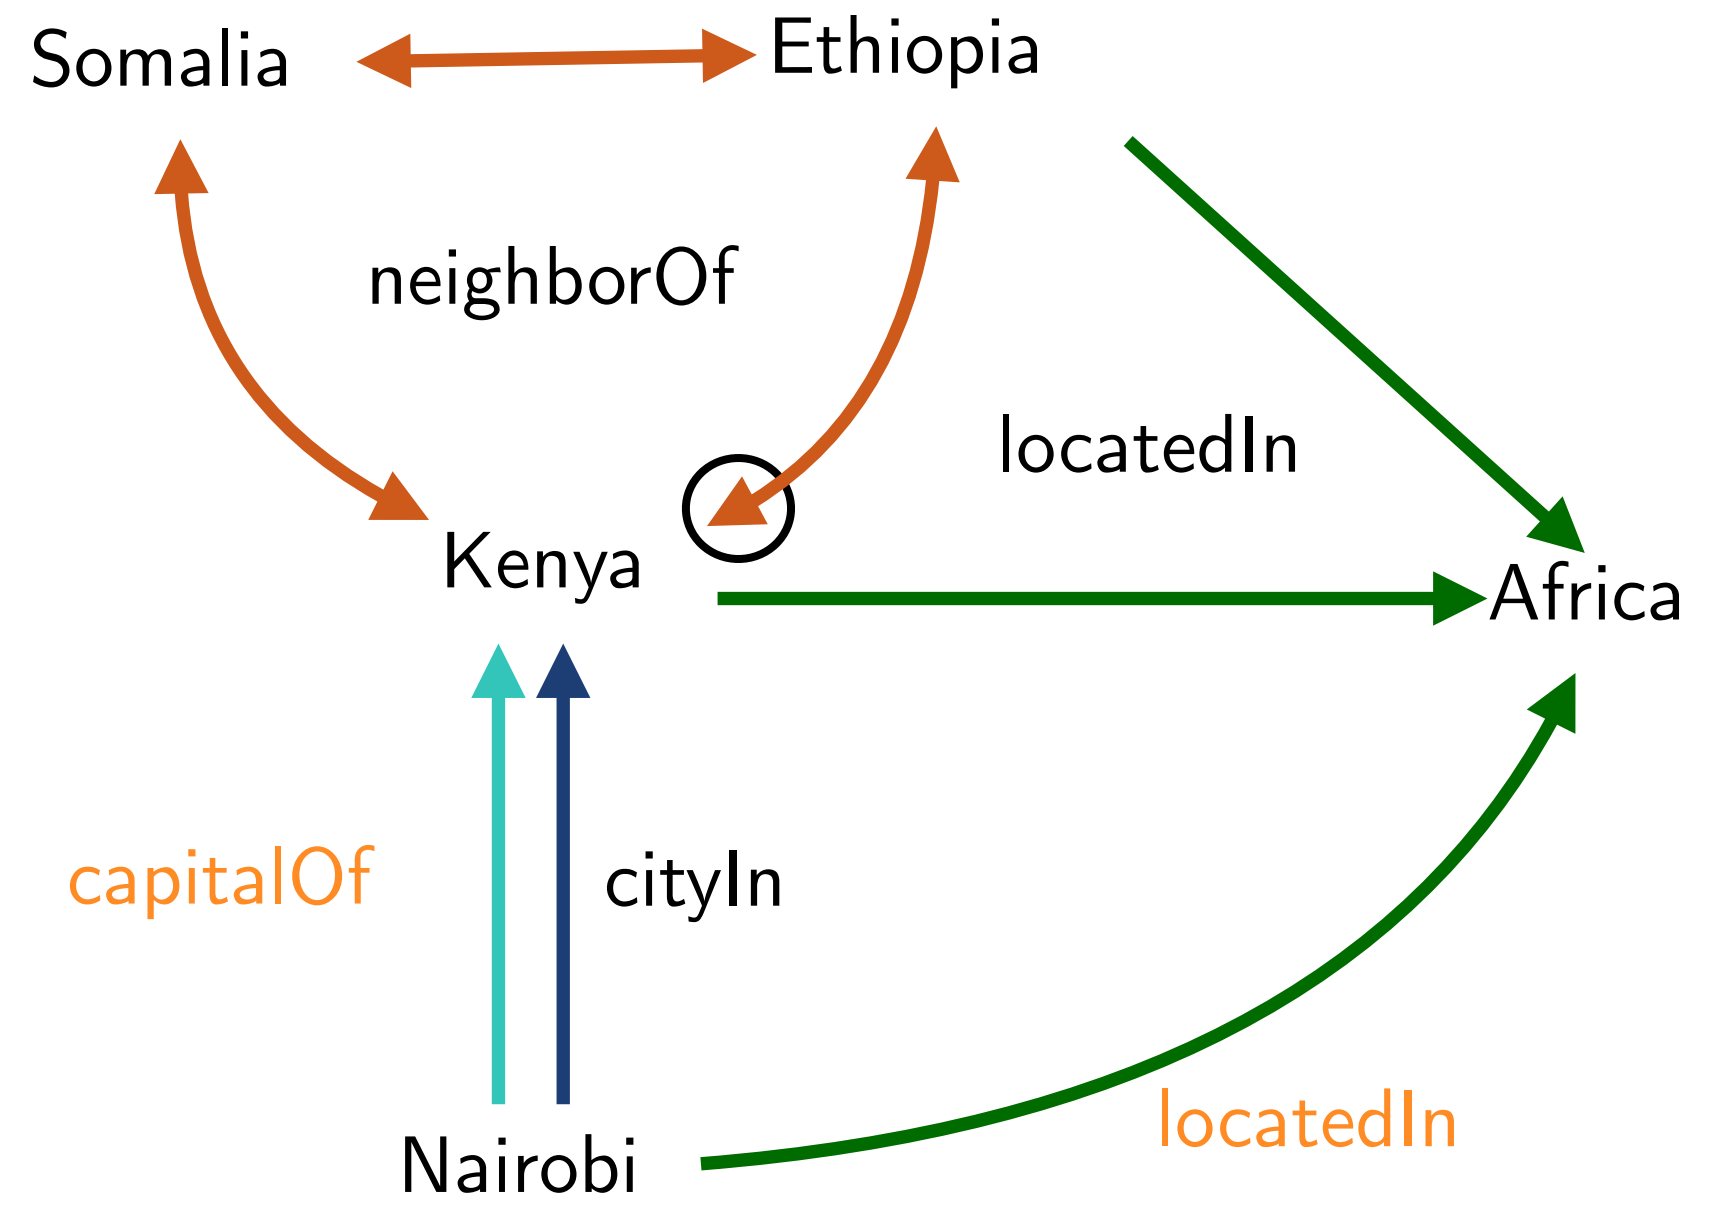 Somalia
Ethiopia
neighborOf
locatedIn
Kenya
Africa
capitalOf
cityIn
locatedIn
Nairobi